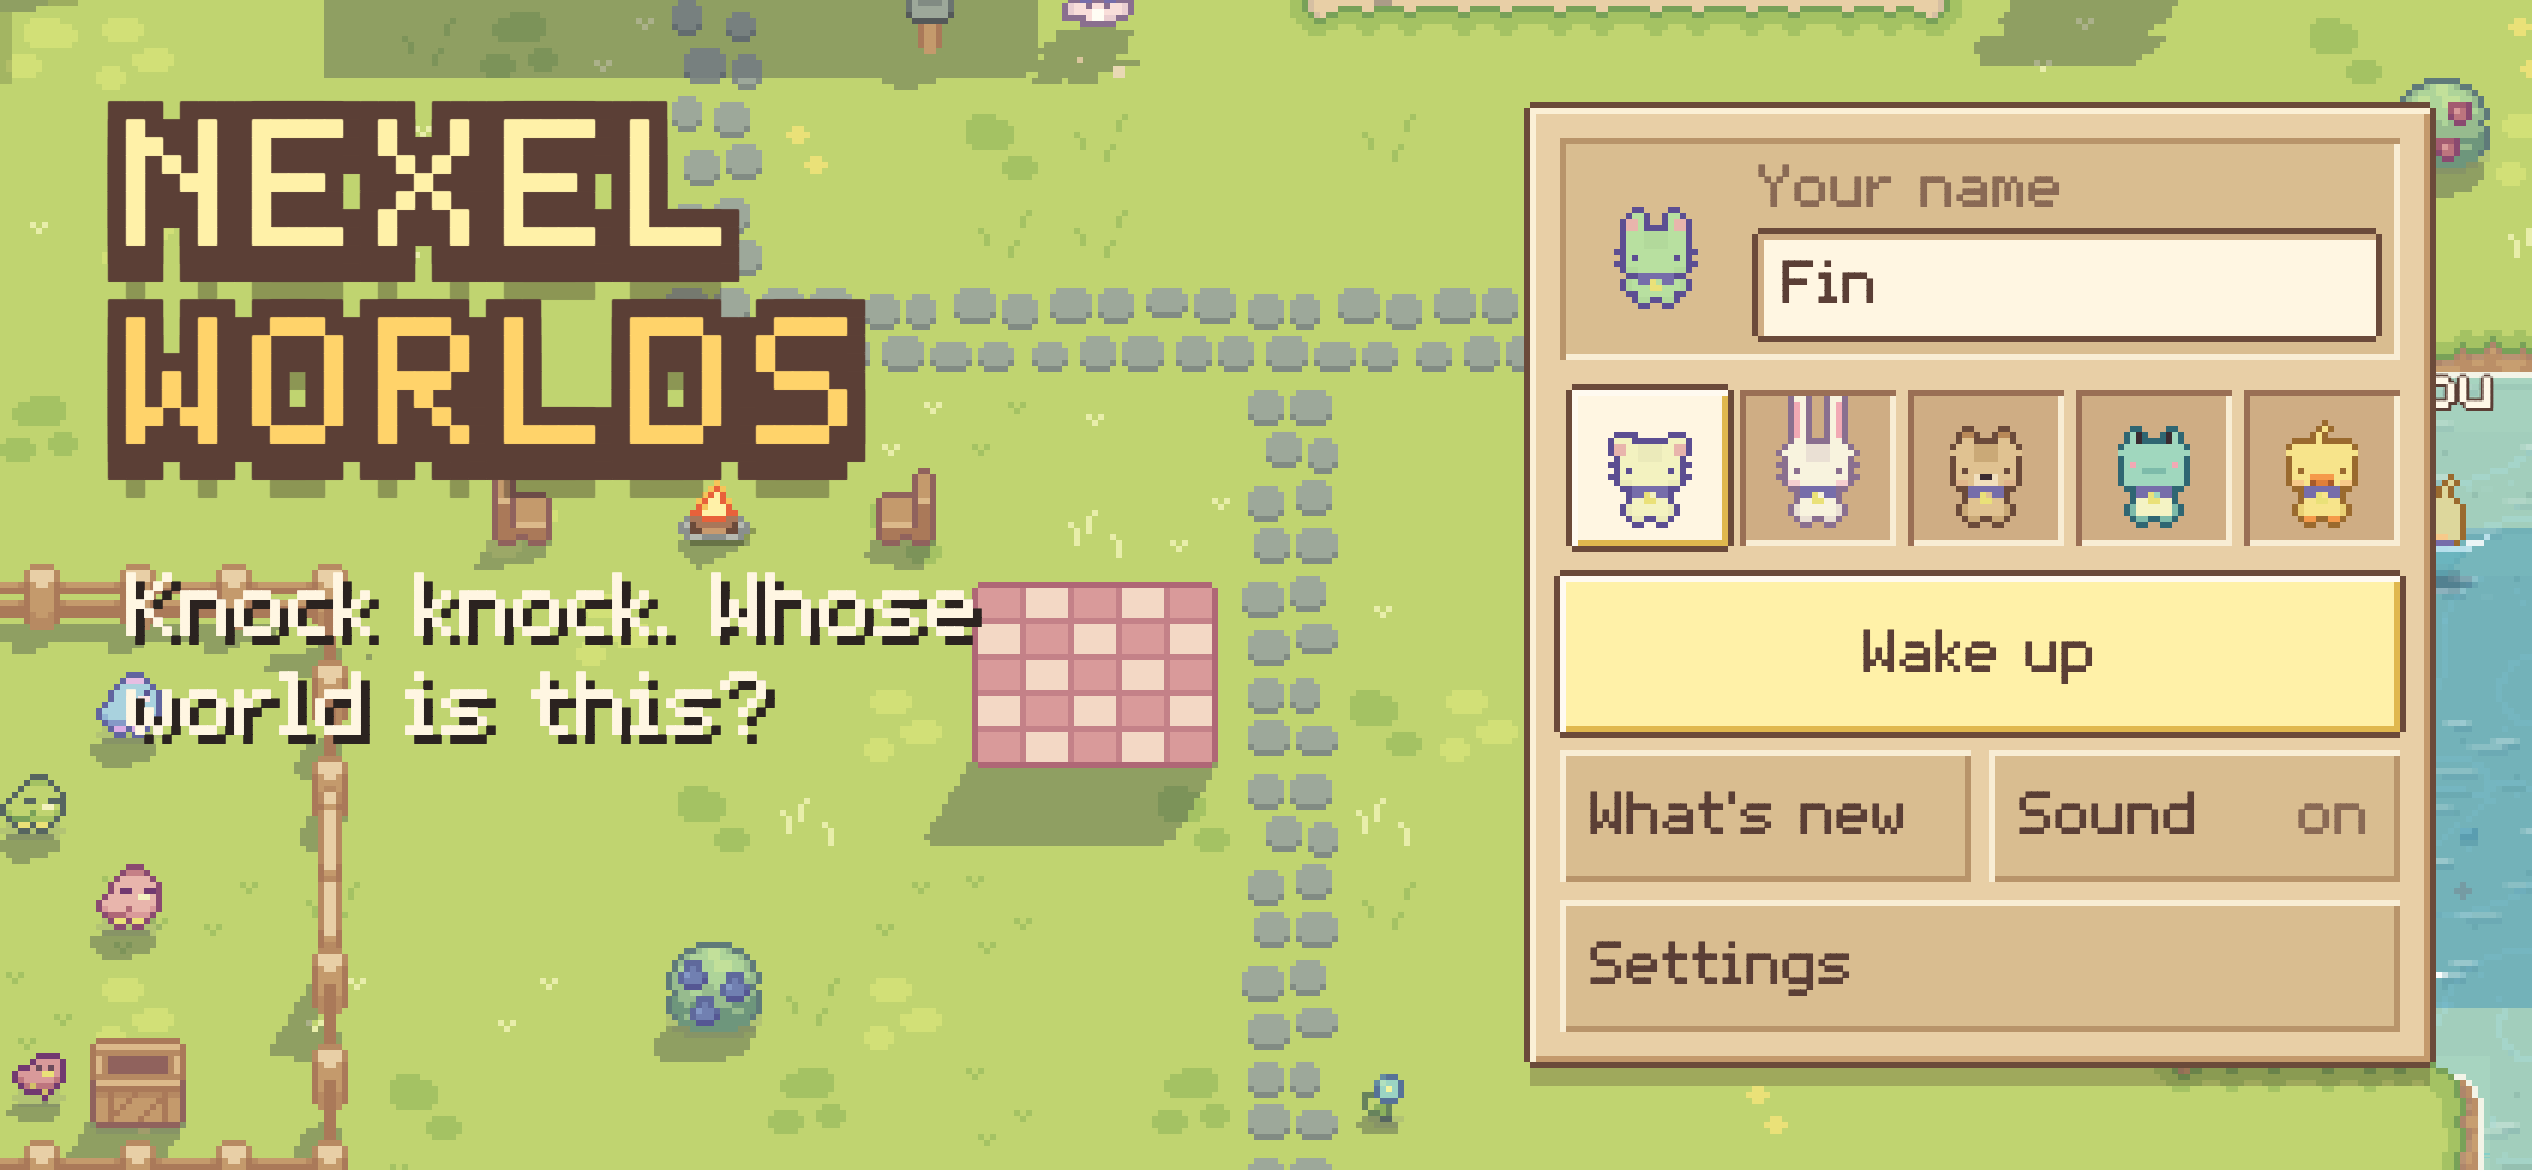 NEXEL
WORLDS
Knock knock. Whose
world is this?
Your name
Fin
Wake up
What's new
Sound on
Settings